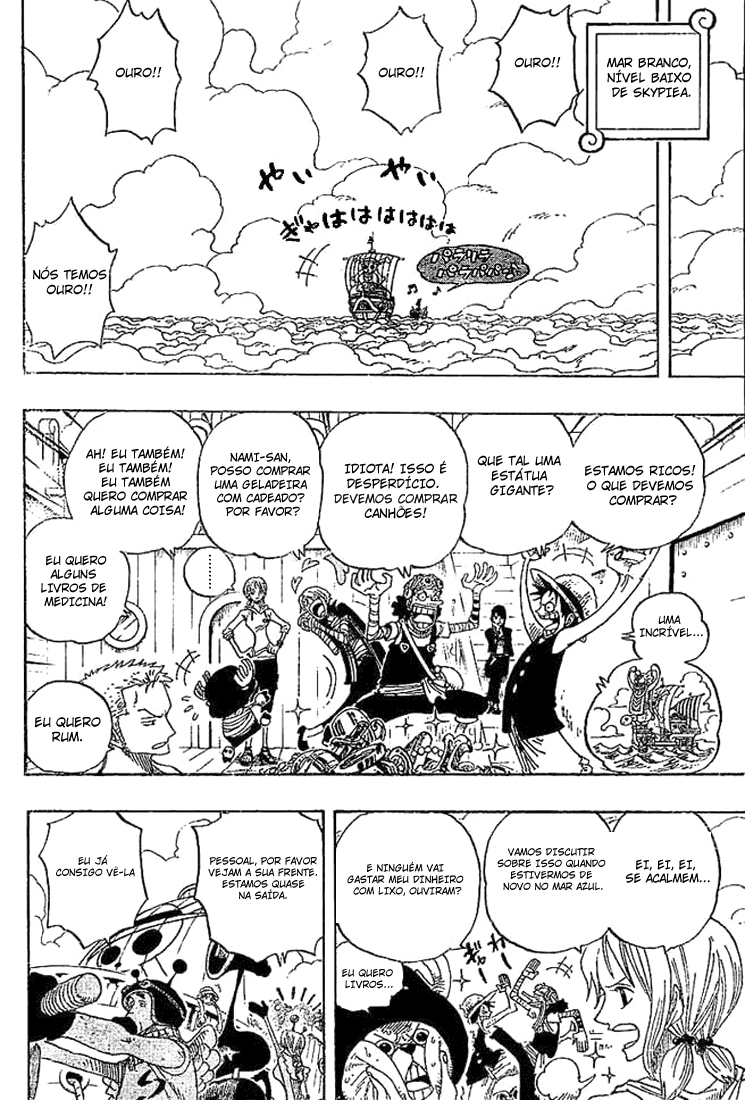 MAR BRANCO,
NÍVEL BAIXO
DE SKYPIEA.
OURO!!
OURO!!
OURO!!
やいやい
ぎゃはははははは
NÓS TEMOS
OURO!!
ESTAMOS RICOS!
O QUE DEVEMOS
COMPRAR?
QUE TAL UMA
ESTÁTUA
GIGANTE?
IDIOTA! ISSO É
DESPERDÍCIO.
DEVEMOS COMPRAR
CANHÕES!
NAMI-SAN,
POSSO COMPRAR
UMA GELADEIRA
COM CADEADO?
POR FAVOR?
AH! EU TAMBÉM!
EU TAMBÉM!
EU TAMBÉM
QUERO COMPRAR
ALGUMA COISA!
EU QUERO
ALGUNS
LIVROS DE
MEDICINA!
UMA
INCRÍVEL...
EU QUERO
RUM.
EI, EI, EI,
SE ACALMEM...
VAMOS DISCUTIR
SOBRE ISSO QUANDO
ESTIVERMOS DE
NOVO NO MAR AZUL.
E NINGUÉM VAI
GASTAR MEU DINHEIRO
COM LIXO, OUVIRAM?
EU QUERO
LIVROS...
ぎゃー
PESSOAL, POR FAVOR
VEJAM A SUA FRENTE.
ESTAMOS QUASE
NA SAÍDA.
EU JÁ
CONSIGO VÊ-LA